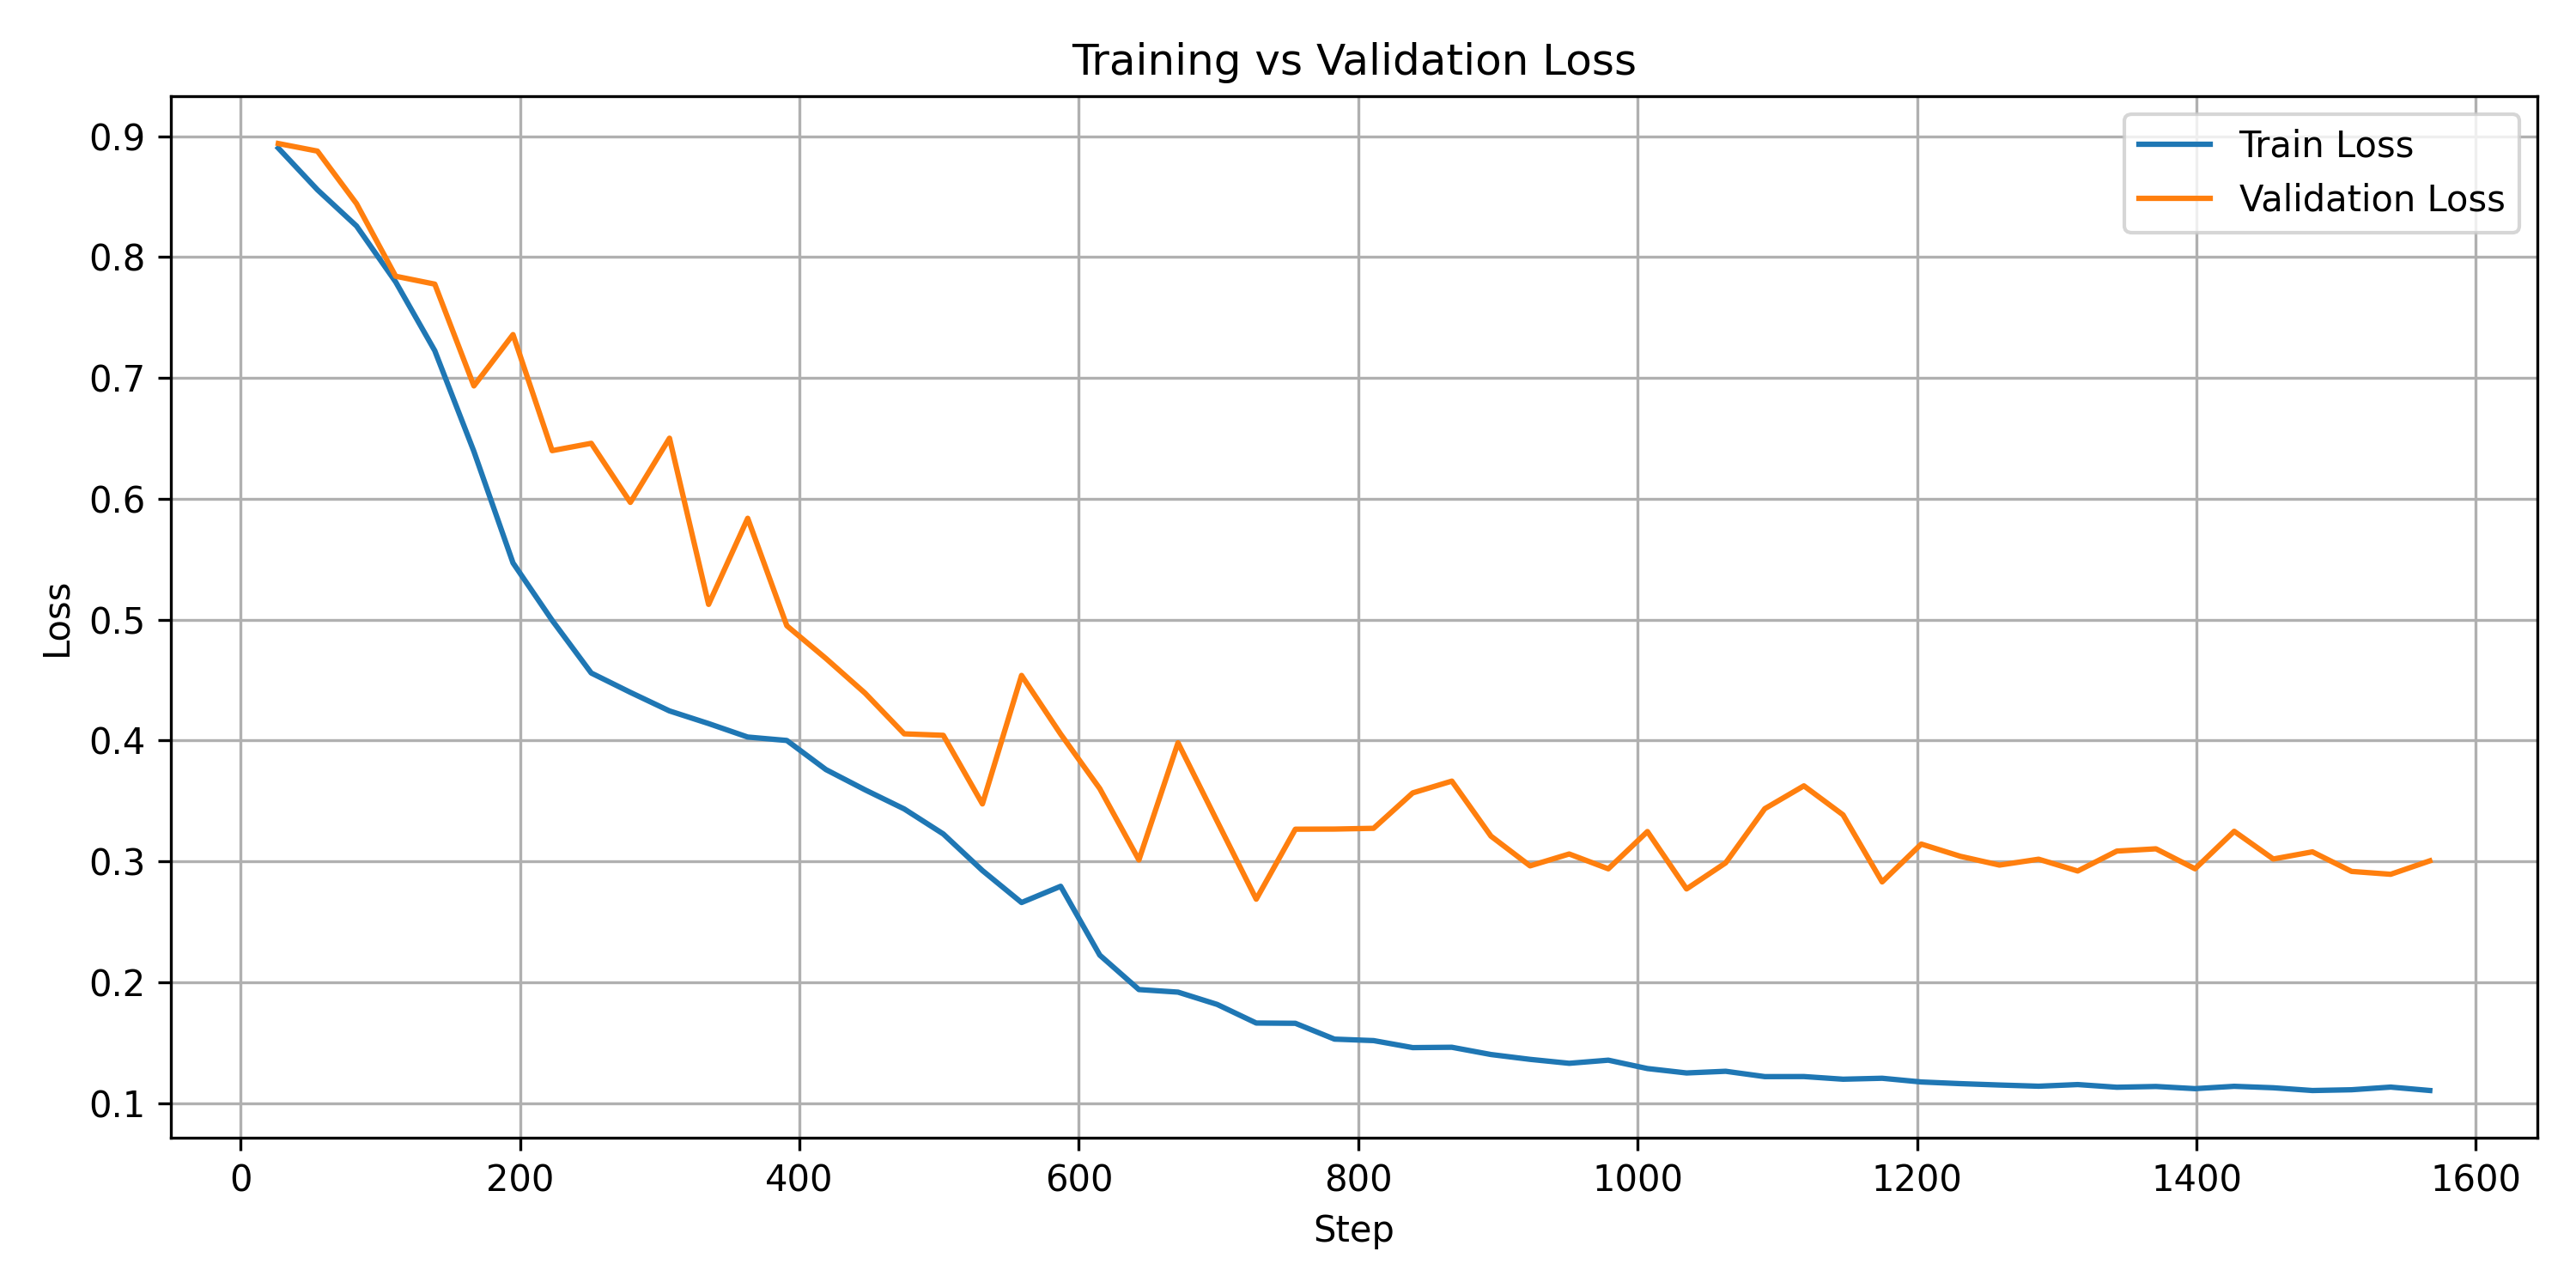 Training vs Validation Loss
Train Loss
Validation Loss
0.9
0.8
0.7
0.6
0.5
0.4
0.3
0.2
0.1
Loss
0 200 400 600 800 1000 1200 1400 1600
Step